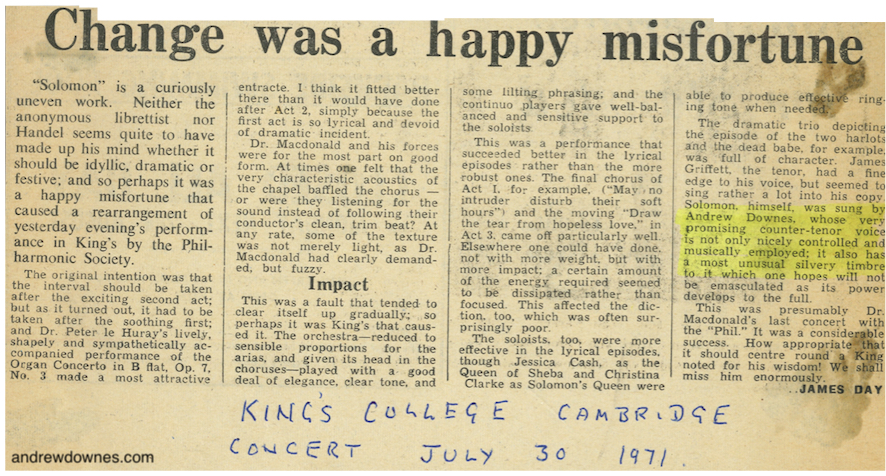 Change was a happy misfortune
"Solomon" is a curiously
uneven work. Neither the
anonymous librettist nor
Handel seems quite to have
made up his mind whether it
should be idyllic, dramatic or
festive; and so perhaps it was
a happy misfortune that
caused a rearrangement of
yesterday evening's perform-
ance in King's by the Phil-
harmonic Society.
The original intention was that
the interval should be taken
after the exciting second act;
but as it turned out, it had to be
taken after the soothing first;
and Dr. Peter le Huray's lively,
shapely and sympathetically ac-
companied performance of the
Organ Concerto in B flat, Op. 7,
No. 3 made a most attractive
entracte. I think it fitted better
there than it would have done
after Act 2, simply because the
first act is so lyrical and devoid
of dramatic incident.
Dr. Macdonald and his forces
were for the most part on good
form. At times one felt that the
very characteristic acoustics of
the chapel baffled the chorus —
or were they listening for the
sound instead of following their
conductor's clean, trim beat? At
any rate, some of the texture
was not merely light, as Dr.
Macdonald had clearly demand-
ed, but fuzzy.
Impact
This was a fault that tended to
clear itself up gradually; so
perhaps it was King's that caus-
ed it. The orchestra—reduced to
sensible proportions for the
arias, and given its head in the
choruses—played with a good
deal of elegance, clear tone, and
some lilting phrasing; and the
continuo players gave well-bal-
anced and sensitive support to
the soloists
This was a performance that
succeeded better in the lyrical
episodes rather than the more
robust ones. The final chorus of
Act I, for example, ("May no
intruder disturb their soft
hours") and the moving "Draw
the tear from hopeless love," in
Act 3, came off particularly well.
Elsewhere one could have done,
not with more weight, but with
more impact; a certain amount
of the energy required seemed
to be dissipated rather than
focused. This affected the dic-
tion, too, which was often sur-
prisingly poor.
The soloists, too, were more
effective in the lyrical episodes,
though Jessica Cash, as the
Queen of Sheba and Christina
Clarke as Solomon's Queen were
able to produce effective ring-
ing tone when needed.
The dramatic trio depicting
the episode of the two harlots
and the dead babe, for example,
was full of character. James
Griffett, the tenor, had a fine
edge to his voice, but seemed to
sing rather a lot into his copy.
Solomon, himself, was sung by
Andrew Downes, whose very
promising counter-tenor voice
is not only nicely controlled and
musically employed; it also has
a most unusual silvery timbre
to it which one hopes will not
be emasculated as its power
develops to the full.
This was presumably Dr.
Macdonald's last concert with
the "Phil." It was a considerable
success. How appropriate that
it should centre round a King
noted for his wisdom! We shall
miss him enormously.
JAMES DAY
KING'S COLLEGE CAMBRIDGE
CONCERT JULY 30 1971.
andrewdownes.com